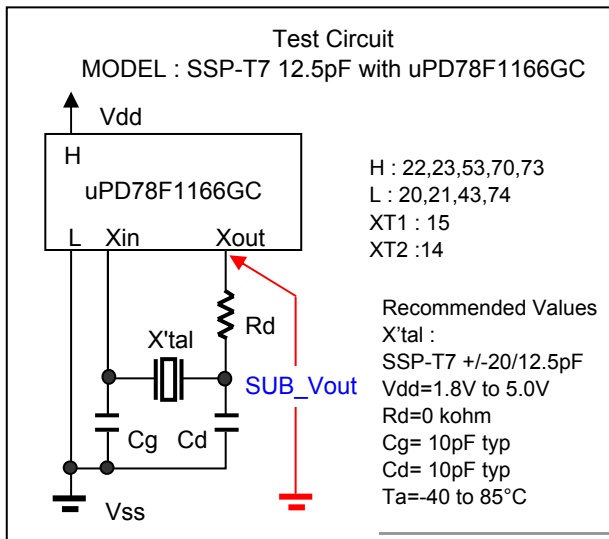 Test Circuit
MODEL : SSP-T7 12.5pF with uPD78F1166GC
Vdd
H
uPD78F1166GC
L Xin Xout
H : 22,23,53,70,73
L : 20,21,43,74
XT1 : 15
XT2 :14
Rd
X'tal
SUB_Vout
Cg Cd
Vss
Recommended Values
X’tal :
SSP-T7 +/-20/12.5pF
Vdd=1.8V to 5.0V
Rd=0 kohm
Cg= 10pF typ
Cd= 10pF typ
Ta=-40 to 85°C